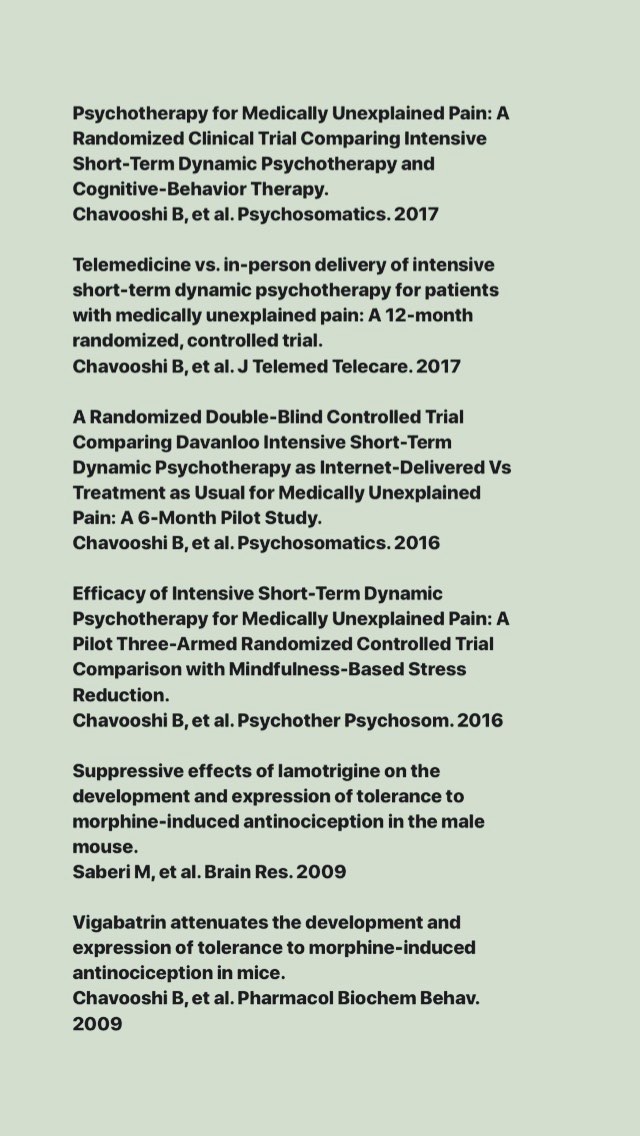 Psychotherapy for Medically Unexplained Pain: A
Randomized Clinical Trial Comparing Intensive
Short-Term Dynamic Psychotherapy and
Cognitive-Behavior Therapy.
Chavooshi B, et al. Psychosomatics. 2017
Telemedicine vs. in-person delivery of intensive
short-term dynamic psychotherapy for patients
with medically unexplained pain: A 12-month
randomized, controlled trial.
Chavooshi B, et al. J Telemed Telecare. 2017
A Randomized Double-Blind Controlled Trial
Comparing Davanloo Intensive Short-Term
Dynamic Psychotherapy as Internet-Delivered Vs
Treatment as Usual for Medically Unexplained
Pain: A 6-Month Pilot Study.
Chavooshi B, et al. Psychosomatics. 2016
Efficacy of Intensive Short-Term Dynamic
Psychotherapy for Medically Unexplained Pain: A
Pilot Three-Armed Randomized Controlled Trial
Comparison with Mindfulness-Based Stress
Reduction.
Chavooshi B, et al. Psychother Psychosom. 2016
Suppressive effects of lamotrigine on the
development and expression of tolerance to
morphine-induced antinociception in the male
mouse.
Saberi M, et al. Brain Res. 2009
Vigabatrin attenuates the development and
expression of tolerance to morphine-induced
antinociception in mice.
Chavooshi B, et al. Pharmacol Biochem Behav.
2009